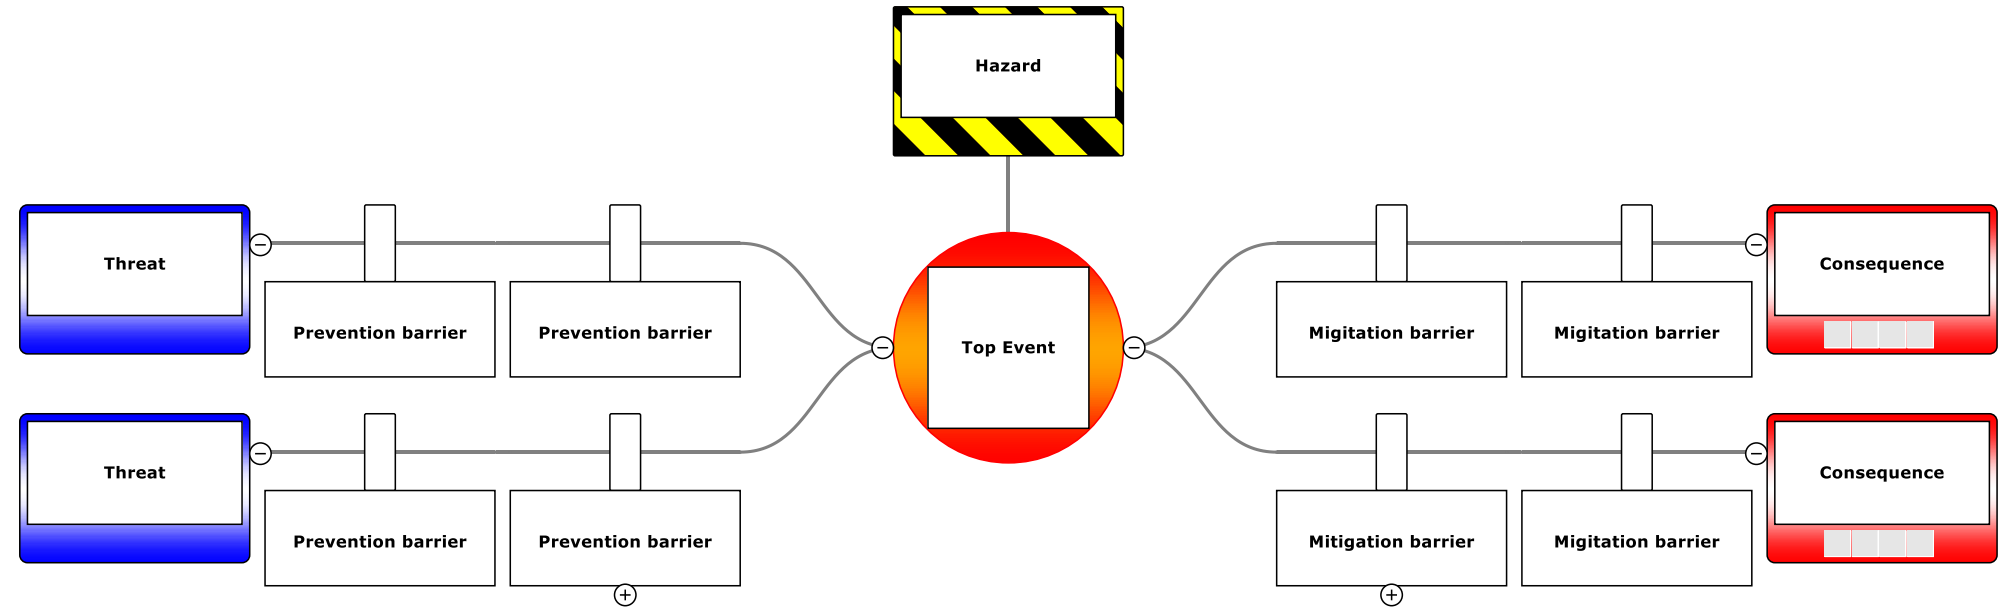 Hazard
Threat
Prevention barrier
Prevention barrier
Top Event
Migitation barrier
Migitation barrier
Consequence
Threat
Prevention barrier
Prevention barrier
Mitigation barrier
Migitation barrier
Consequence